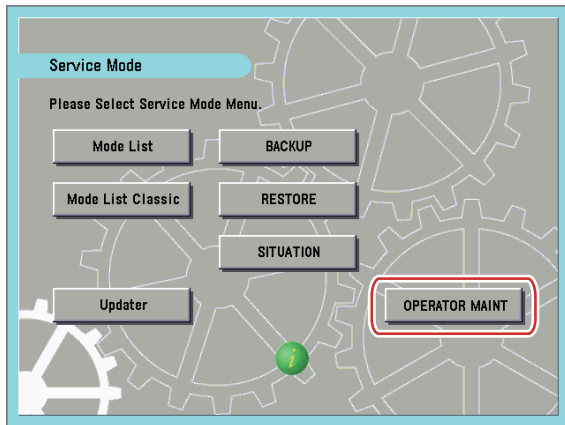 Service Mode
Please Select Service Mode Menu.
Mode List
BACKUP
Mode List Classic
RESTORE
SITUATION
Updater
OPERATOR MAINT
i